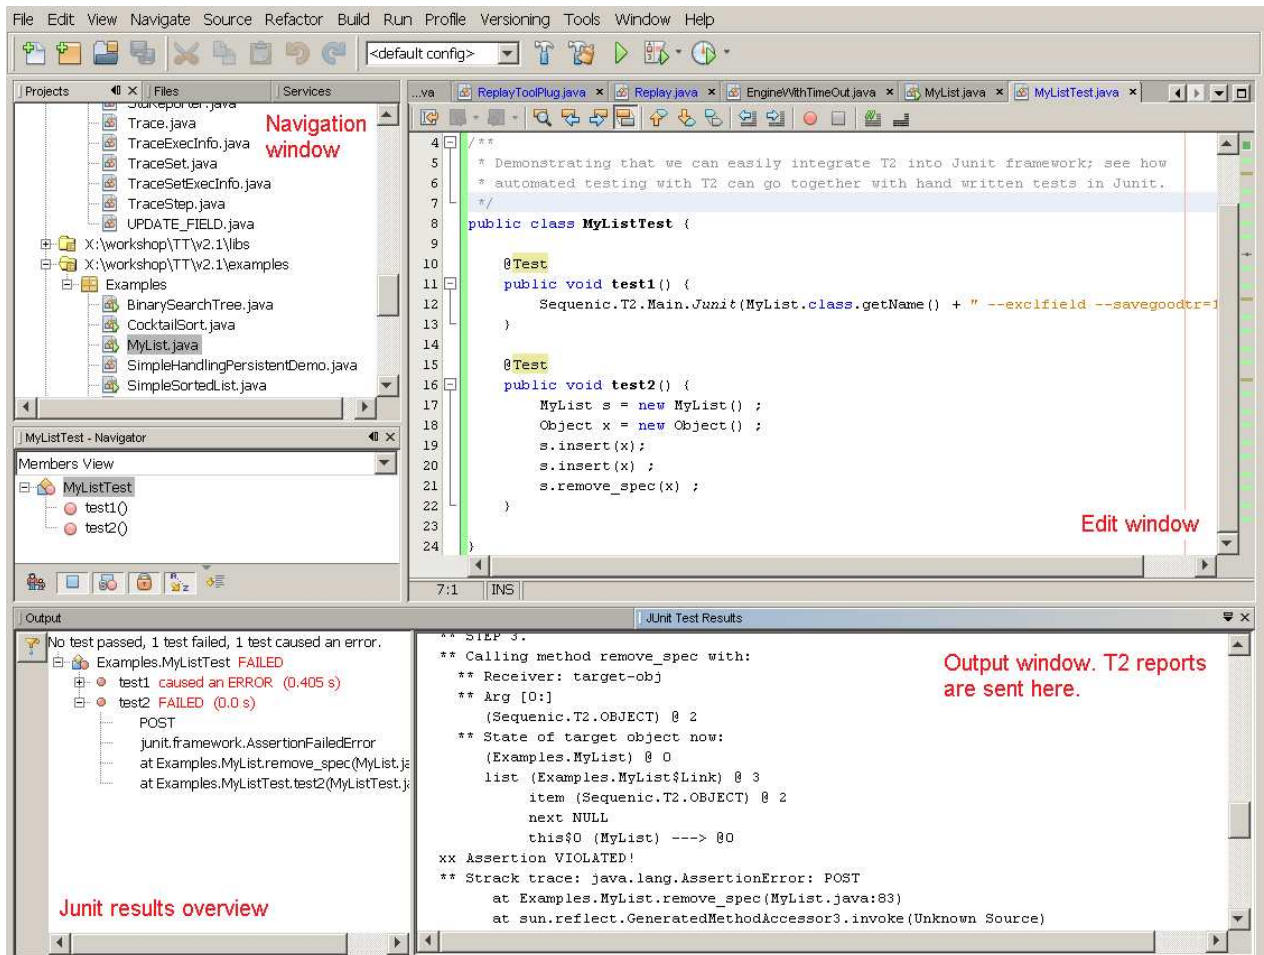 File Edit View Navigate Source Refactor Build Run Profile Versioning Tools Window Help
<default config>
Projects Files Services
Trace.java
TraceExecInfo.java
TraceSet.java
TraceSetExecInfo.java
TraceStep.java
UPDATE_FIELD.java
X:\workshop\TT\v2.1\libs
X:\workshop\TT\v2.1\examples
Examples
BinarySearchTree.java
CocktailSort.java
MyList.java
SimpleHandlingPersistentDemo.java
SimpleSortedList.java
Navigation
window
...va ReplayToolPlug.java Replay.java EngineWithTimeOut.java MyList.java MyListTest.java
4 /**
5 * Demonstrating that we can easily integrate T2 into Junit framework; see how
6 * automated testing with T2 can go together with hand written tests in Junit.
7 */
8 public class MyListTest {
9
10 @Test
11 public void test1() {
12 Sequenic.T2.Main.Junit(MyList.class.getName() + " --exclfield --savegoodtr=1
13 }
14
15 @Test
16 public void test2() {
17 MyList s = new MyList() ;
18 Object x = new Object() ;
19 s.insert(x);
20 s.insert(x) ;
21 s.remove_spec(x) ;
22 }
23
24 }
Edit window
7:1 INS
MyListTest - Navigator
Members View
MyListTest
test1()
test2()
Output
JUnit Test Results
No test passed, 1 test failed, 1 test caused an error.
Examples.MyListTest FAILED
test1 caused an ERROR (0.405 s)
test2 FAILED (0.0 s)
POST
junit.framework.AssertionFailedError
at Examples.MyList.remove_spec(MyList.ja
at Examples.MyListTest.test2(MyListTest.j
Junit results overview
** STEP 3.
** Calling method remove_spec with:
** Receiver: target-obj
** Arg [0:]
(Sequenic.T2.OBJECT) @ 2
** State of target object now:
(Examples.MyList) @ 0
list (Examples.MyList$Link) @ 3
item (Sequenic.T2.OBJECT) @ 2
next NULL
this$0 (MyList) ---> @0
xx Assertion VIOLATED!
** Strack trace: java.lang.AssertionError: POST
at Examples.MyList.remove_spec(MyList.java:83)
at sun.reflect.GeneratedMethodAccessor3.invoke(Unknown Source)
Output window. T2 reports
are sent here.